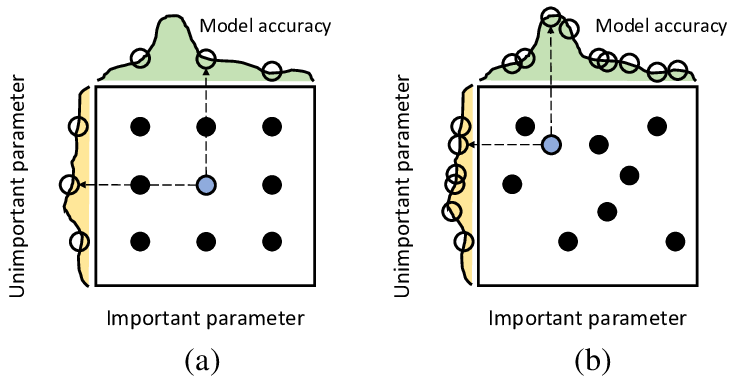 Model accuracy
Unimportant parameter
Important parameter
(a)
Model accuracy
Unimportant parameter
Important parameter
(b)